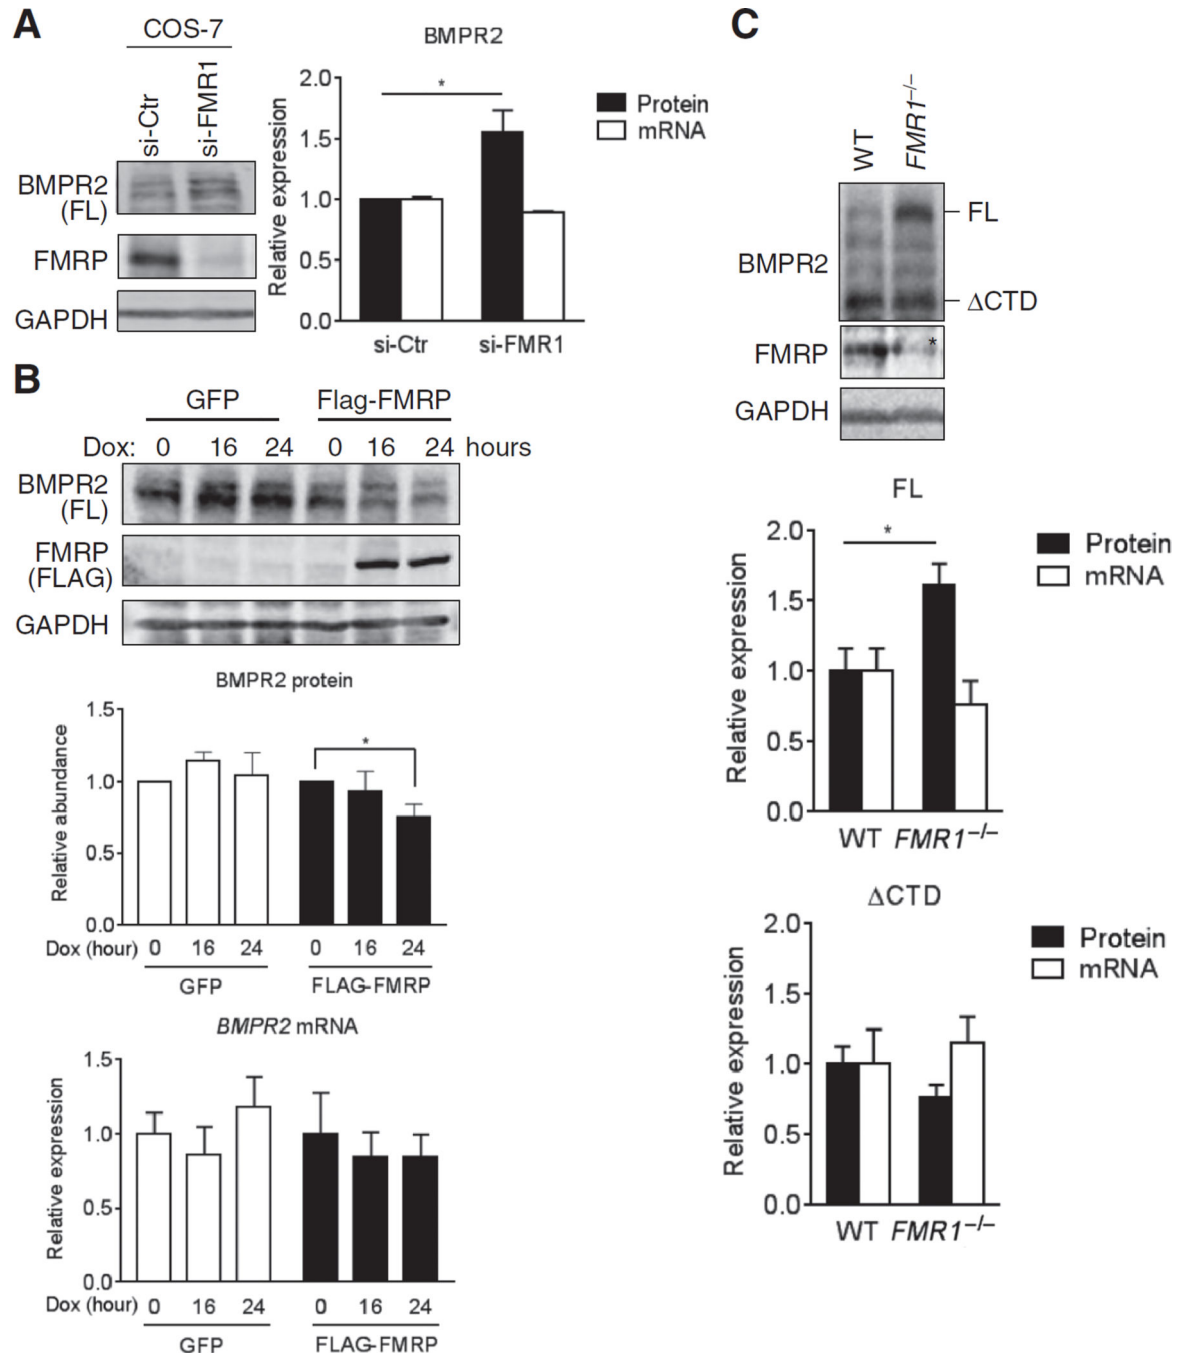 A
COS-7
si-Ctr
si-FMR1
BMPR2
(FL)
FMRP
GAPDH
BMPR2
*
Protein
mRNA
Relative expression
2.0
1.5
1.0
0.5
0.0
si-Ctr
si-FMR1
B
GFP
Flag-FMRP
Dox: 0 16 24 0 16 24 hours
BMPR2
(FL)
FMRP
(FLAG)
GAPDH
BMPR2 protein
Relative abundance
1.5
1.0
0.5
0.0
*
Dox (hour) 0 16 24 0 16 24
GFP
FLAG-FMRP
BMPR2 mRNA
Relative expression
1.5
1.0
0.5
0.0
Dox (hour) 0 16 24 0 16 24
GFP
FLAG-FMRP
C
WT
FMR1−/−
BMPR2
FL
ΔCTD
FMRP
*
GAPDH
FL
*
Protein
mRNA
Relative expression
2.0
1.5
1.0
0.5
0.0
WT FMR1−/−
ΔCTD
Protein
mRNA
Relative expression
2.0
1.5
1.0
0.5
0.0
WT FMR1−/−